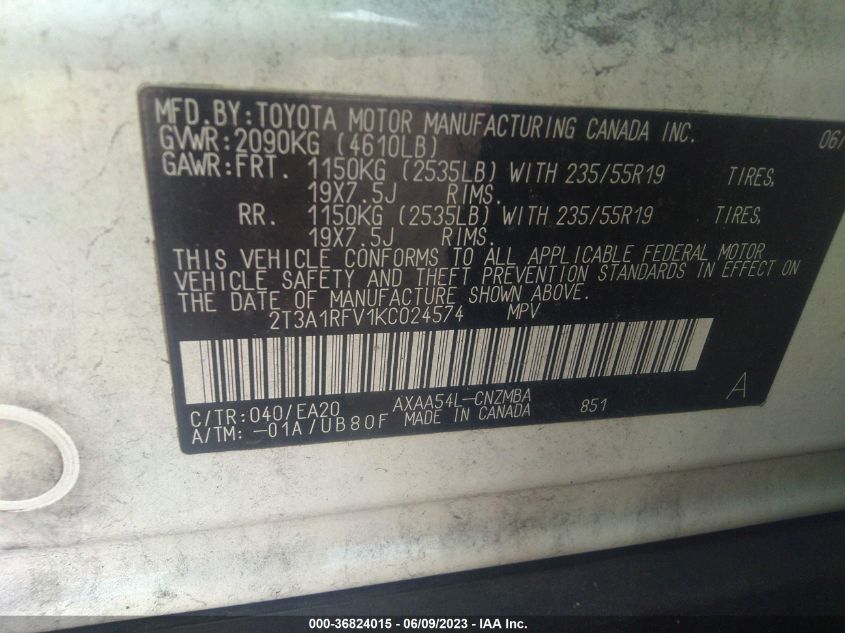 MFD.BY:TOYOTA MOTOR MANUFACTURING CANADA INC. 06/
GVWR:2090KG (4610LB)
GAWR:FRT. 1150KG (2535LB) WITH 235/55R19 TIRES,
19X7.5J RIMS.
RR. 1150KG (2535LB) WITH 235/55R19 TIRES,
19X7.5J RIMS.
THIS VEHICLE CONFORMS TO ALL APPLICABLE FEDERAL MOTOR
VEHICLE SAFETY AND THEFT PREVENTION STANDARDS IN EFFECT ON
THE DATE OF MANUFACTURE SHOWN ABOVE.
2T3A1RFV1KC024574 MPV
A
C/TR:040/EA20 AXAA54L-CNZMBA 851
A/TM:-01A/UB80F MADE IN CANADA
000-36824015 - 06/09/2023 - IAA Inc.